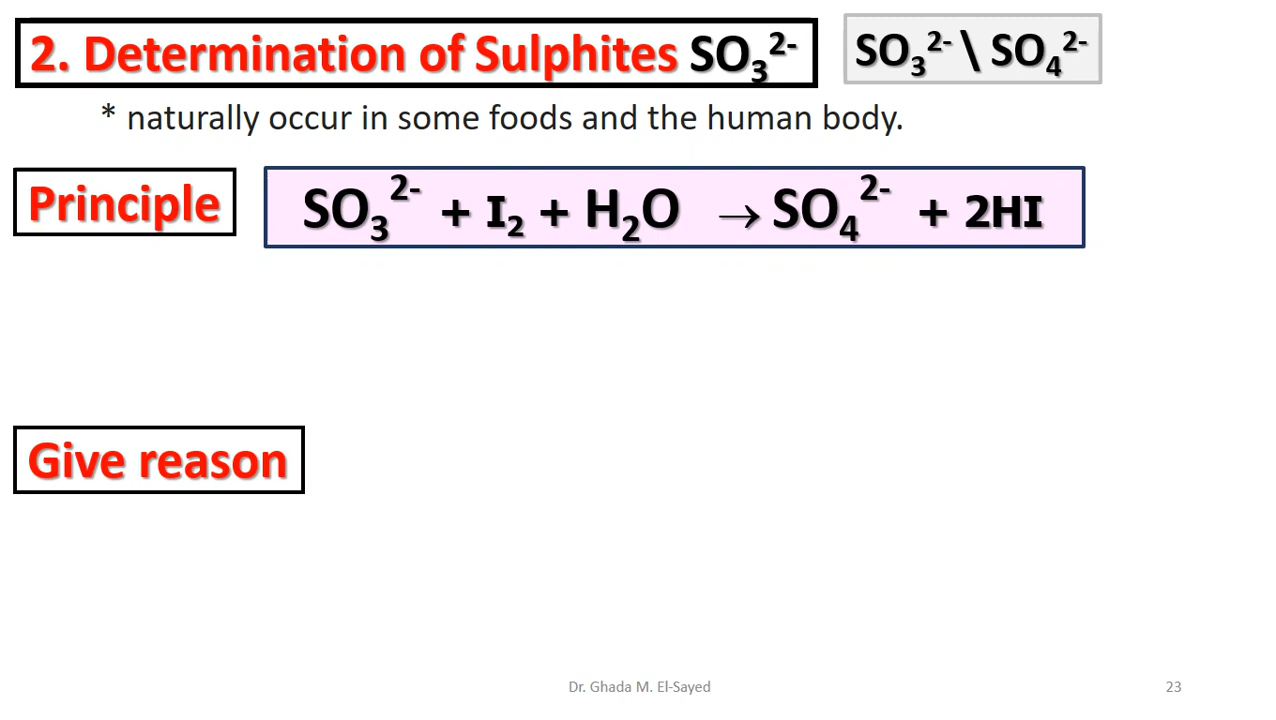 2. Determination of Sulphites SO₃²⁻
SO₃²⁻ \ SO₄²⁻
* naturally occur in some foods and the human body.
Principle
SO₃²⁻ + I₂ + H₂O → SO₄²⁻ + 2HI
Give reason
Dr. Ghada M. El-Sayed
23